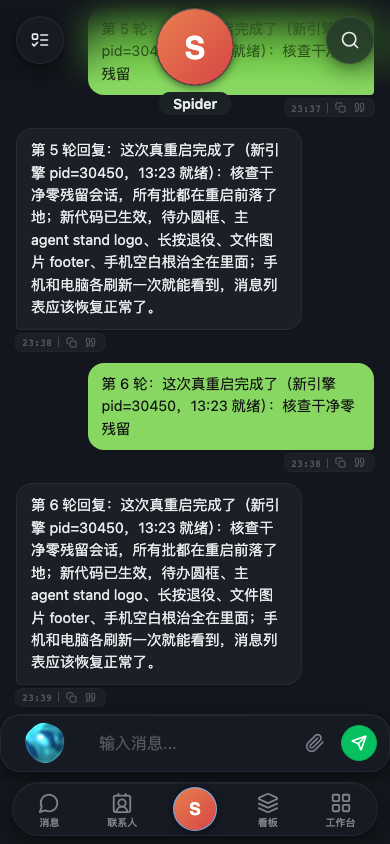 第 5 轮：这次真重启完成了（新引擎
S
残留
Spider
23:37
第 5 轮回复：这次真重启完成了（新引
擎 pid=30450，13:23 就绪）：核查干
净零残留会话，所有批都在重启前落了
地；新代码已生效，待办圆框、主
agent stand logo、长按退役、文件图
片 footer、手机空白根治全在里面；手
机和电脑各刷新一次就能看到，消息列
表应该恢复正常了。
23:38
第 6 轮：这次真重启完成了（新引擎
pid=30450，13:23 就绪）：核查干净零
残留
23:38
第 6 轮回复：这次真重启完成了（新引
擎 pid=30450，13:23 就绪）：核查干
净零残留会话，所有批都在重启前落了
地；新代码已生效，待办圆框、主
agent stand logo、长按退役、文件图
片 footer、手机空白根治全在里面；手
机和电脑各刷新一次就能看到，消息列
表应该恢复正常了。
23:39
输入消息...
消息
联系人
S
看板
工作台